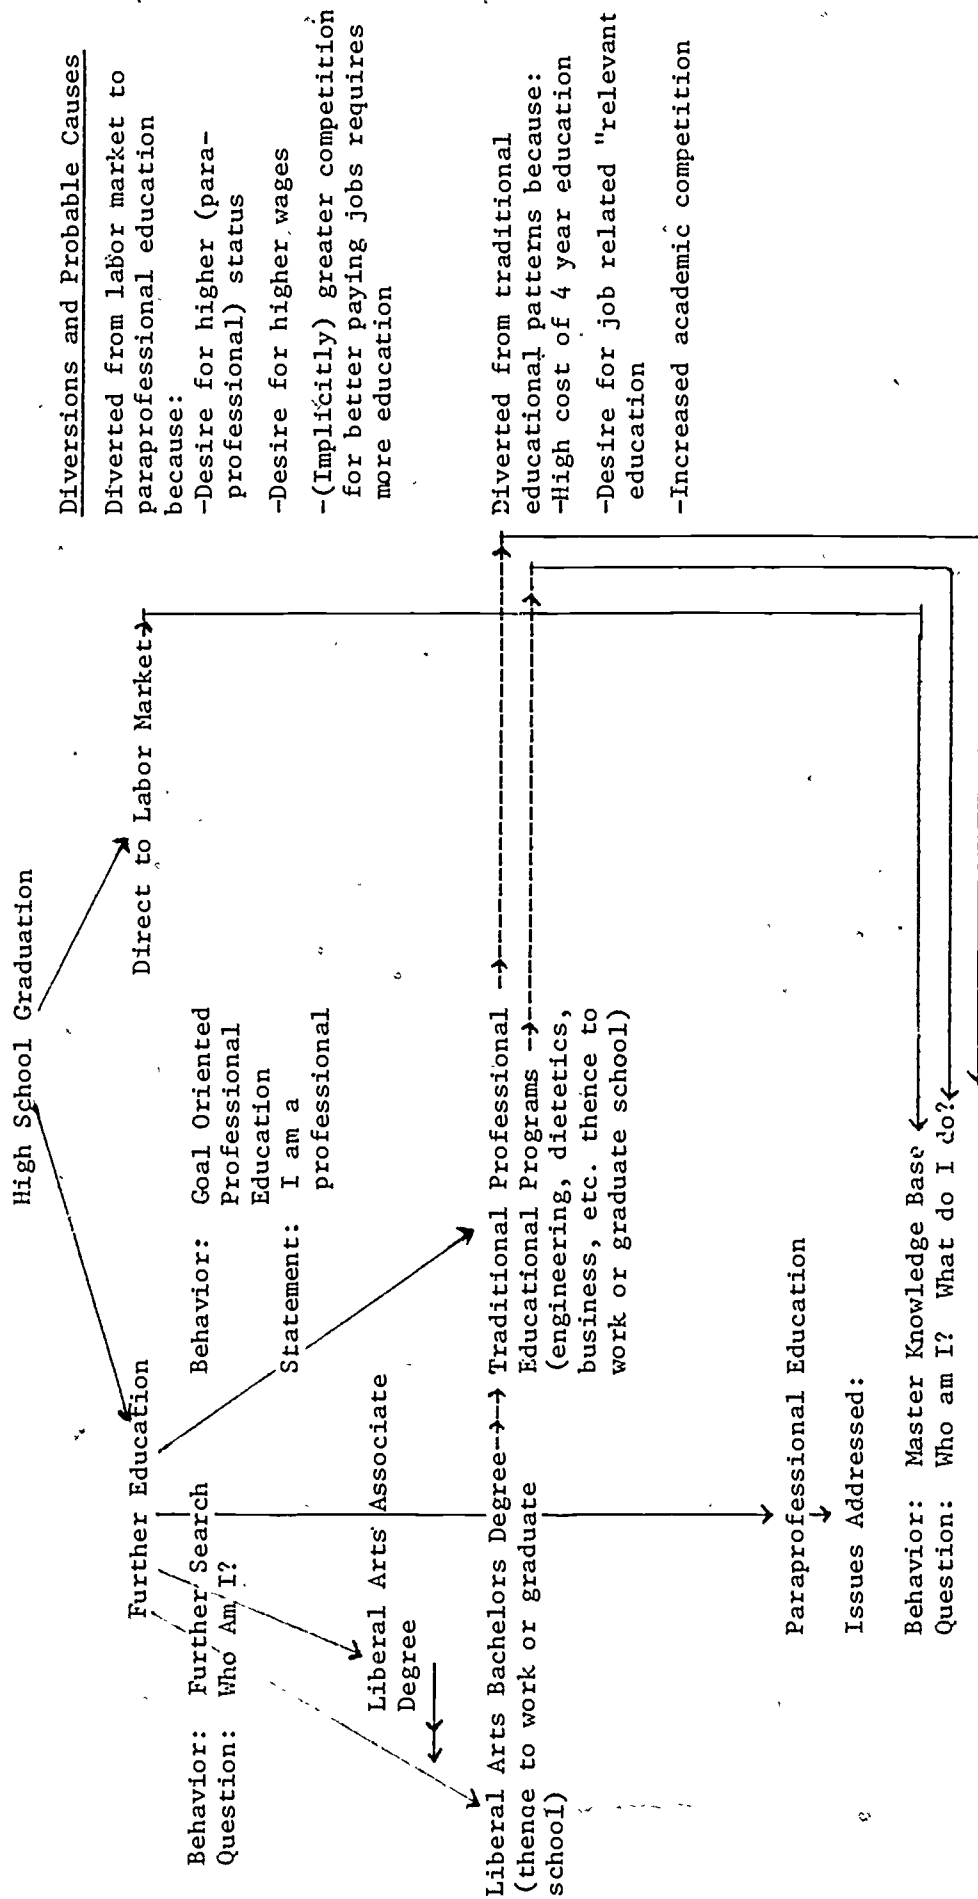 High School Graduation
Further Education
Direct to Labor Market
Behavior: Further Search
Question: Who Am I?
Behavior: Goal Oriented
Professional
Education
Statement: I am a
professional
Liberal Arts Associate
Degree
Liberal Arts Bachelors Degree
(thence to work or graduate
school)
Traditional Professional
Educational Programs
(engineering, dietetics,
business, etc. thence to
work or graduate school)
Paraprofessional Education
Issues Addressed:
Behavior: Master Knowledge Base
Question: Who am I? What do I do?
Diversions and Probable Causes
Diverted from labor market to
paraprofessional education
because:
-Desire for higher (para-
professional) status
-Desire for higher wages
-(Implicitly) greater competition
for better paying jobs requires
more education
Diverted from traditional
educational patterns because:
-High cost of 4 year education
-Desire for job related "relevant
education
-Increased academic competition